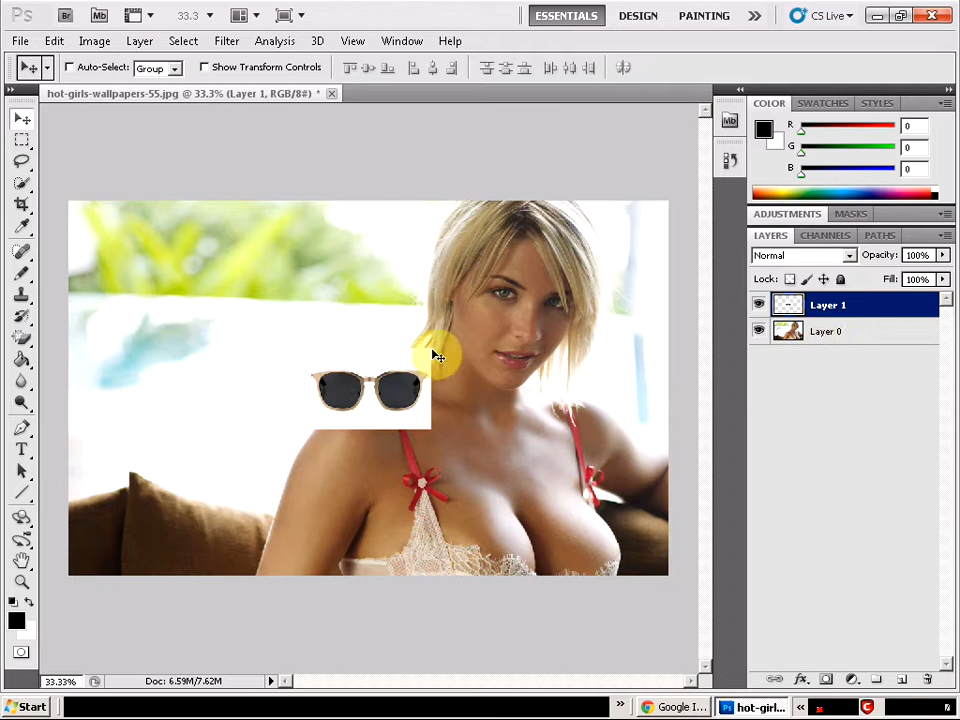 Ps Br Mb 33.3 ESSENTIALS DESIGN PAINTING CS Live
File Edit Image Layer Select Filter Analysis 3D View Window Help
Auto-Select: Group Show Transform Controls
hot-girls-wallpapers-55.jpg @ 33.3% (Layer 1, RGB/8#) *
COLOR SWATCHES STYLES
Mb
R 0
G 0
B 0
ADJUSTMENTS MASKS
LAYERS CHANNELS PATHS
Normal Opacity: 100%
Lock: Fill: 100%
Layer 1
Layer 0
T
fx
33.33% Doc: 6.59M/7.62M
Start Google I... Ps hot-girl...